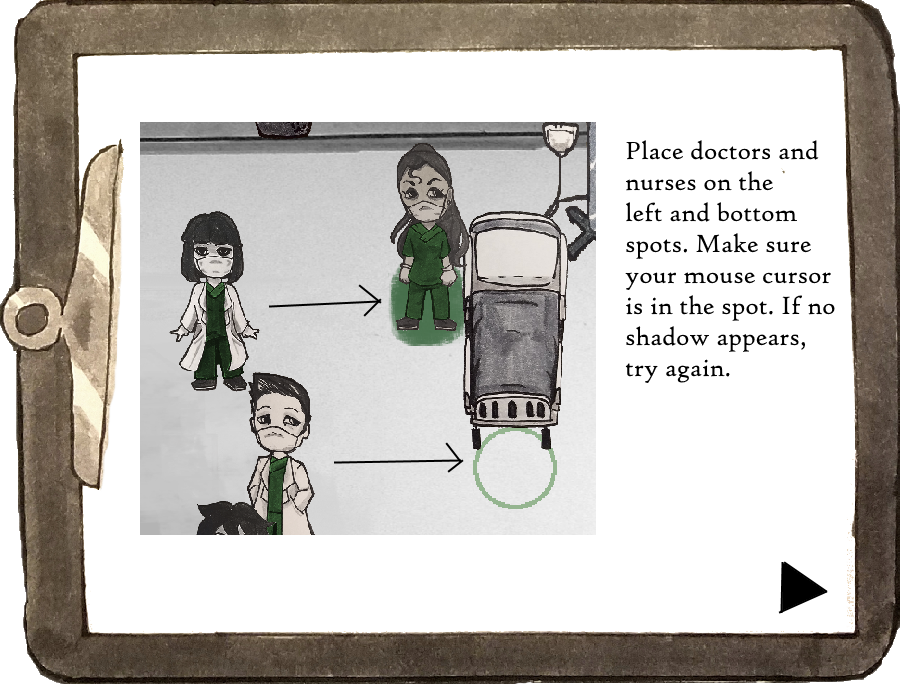 Place doctors and
nurses on the
left and bottom
spots. Make sure
your mouse cursor
is in the spot. If no
shadow appears,
try again.